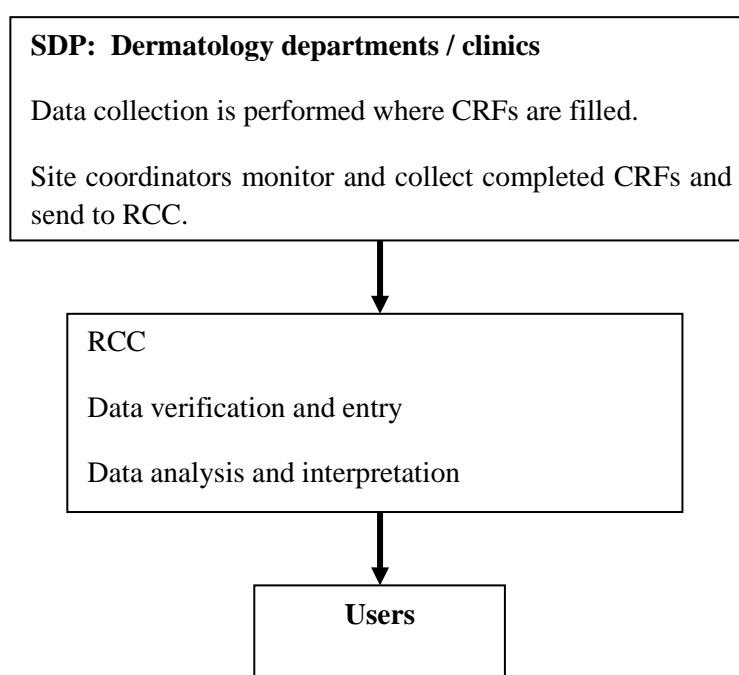 SDP: Dermatology departments / clinics
Data collection is performed where CRFs are filled.
Site coordinators monitor and collect completed CRFs and
send to RCC.
RCC
Data verification and entry
Data analysis and interpretation
Users